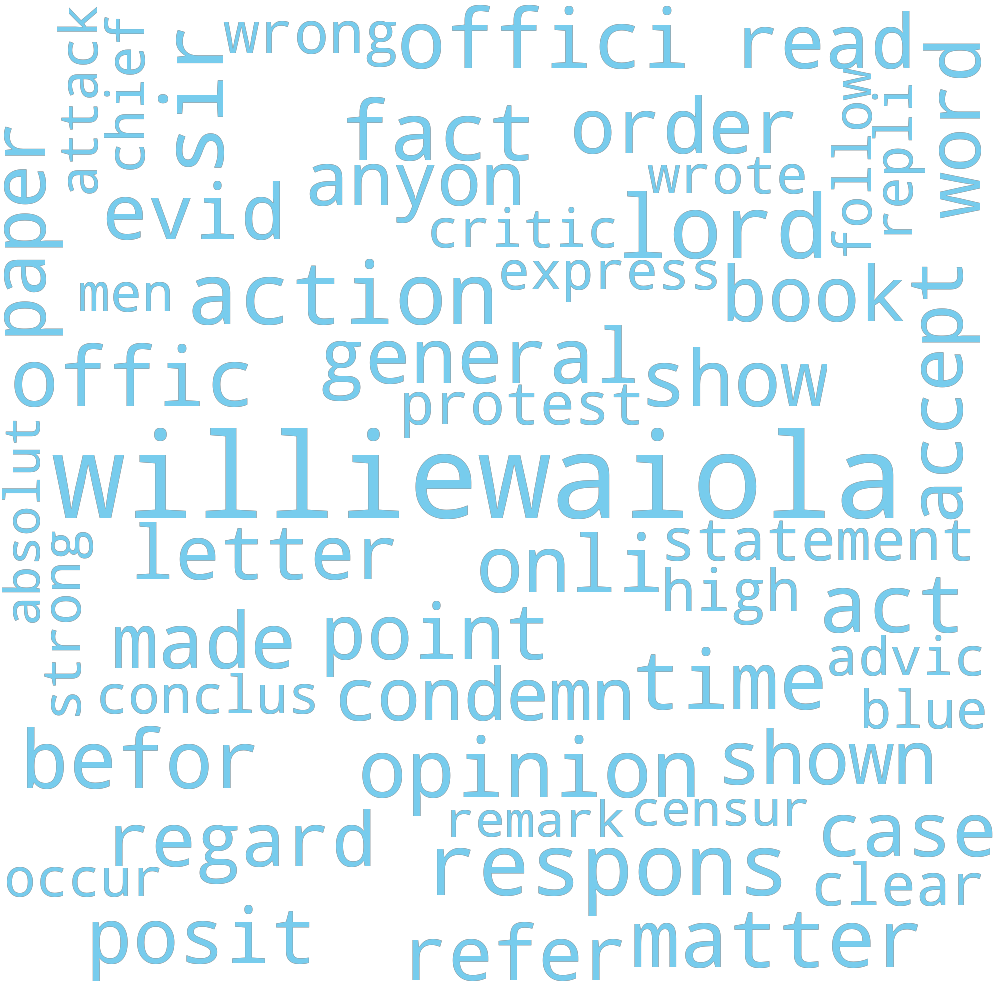 wrong offici read
attack chief sir
word
fact order
follow repli
paper
anyon wrote
evid critic lord
men action express book
accept
general
offic show
protest
absolut
williewaiola
letter onli statement
strong
high act
made point
advic
conclus condemn time
blue
befor opinion shown
remark censur
regard respons case
occur clear
posit refer matter